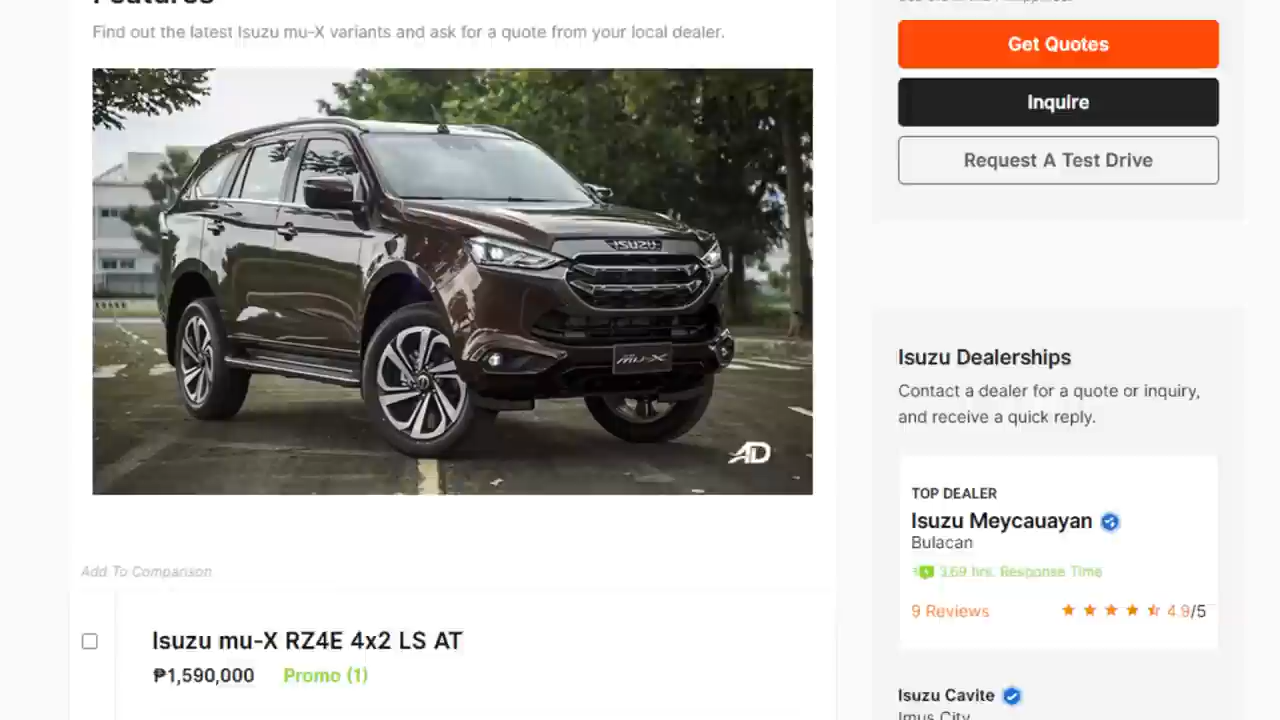 Features
Find out the latest Isuzu mu-X variants and ask for a quote from your local dealer.
ISUZU
mu-X
AD
Add To Comparison
Isuzu mu-X RZ4E 4x2 LS AT
₱1,590,000 Promo (1)
Get Quotes
Inquire
Request A Test Drive
Isuzu Dealerships
Contact a dealer for a quote or inquiry,
and receive a quick reply.
TOP DEALER
Isuzu Meycauayan
Bulacan
3.69 hrs. Response Time
9 Reviews 4.9/5
Isuzu Cavite
Imus City